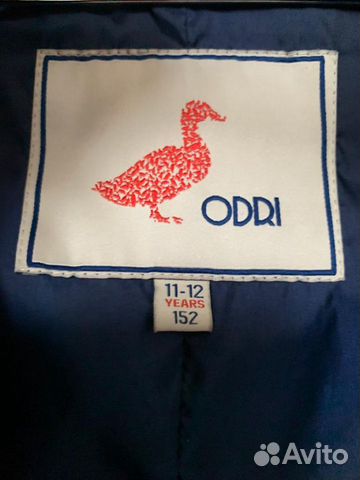 ODRI
11-12
YEARS
152
Avito